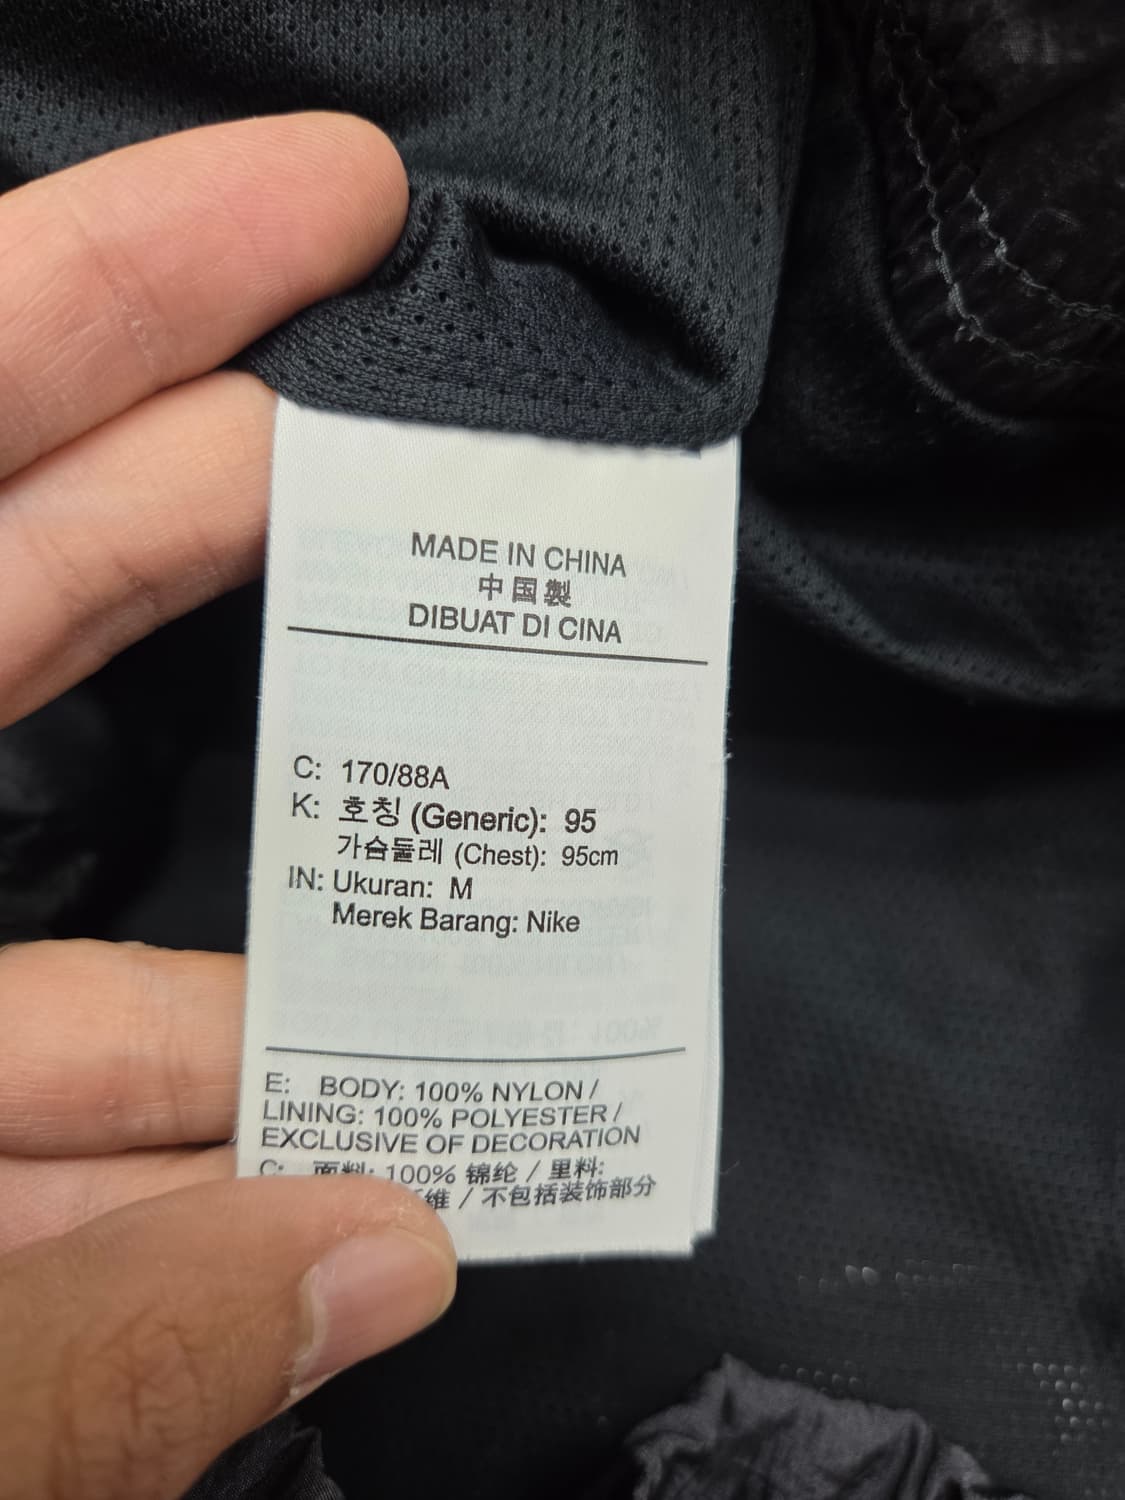 MADE IN CHINA
中国製
DIBUAT DI CINA
C: 170/88A
K: 호칭 (Generic): 95
가슴둘레 (Chest): 95cm
IN: Ukuran: M
Merek Barang: Nike
E: BODY: 100% NYLON /
LINING: 100% POLYESTER /
EXCLUSIVE OF DECORATION
C: 面料: 100% 锦纶 / 里料:
维 / 不包括装饰部分